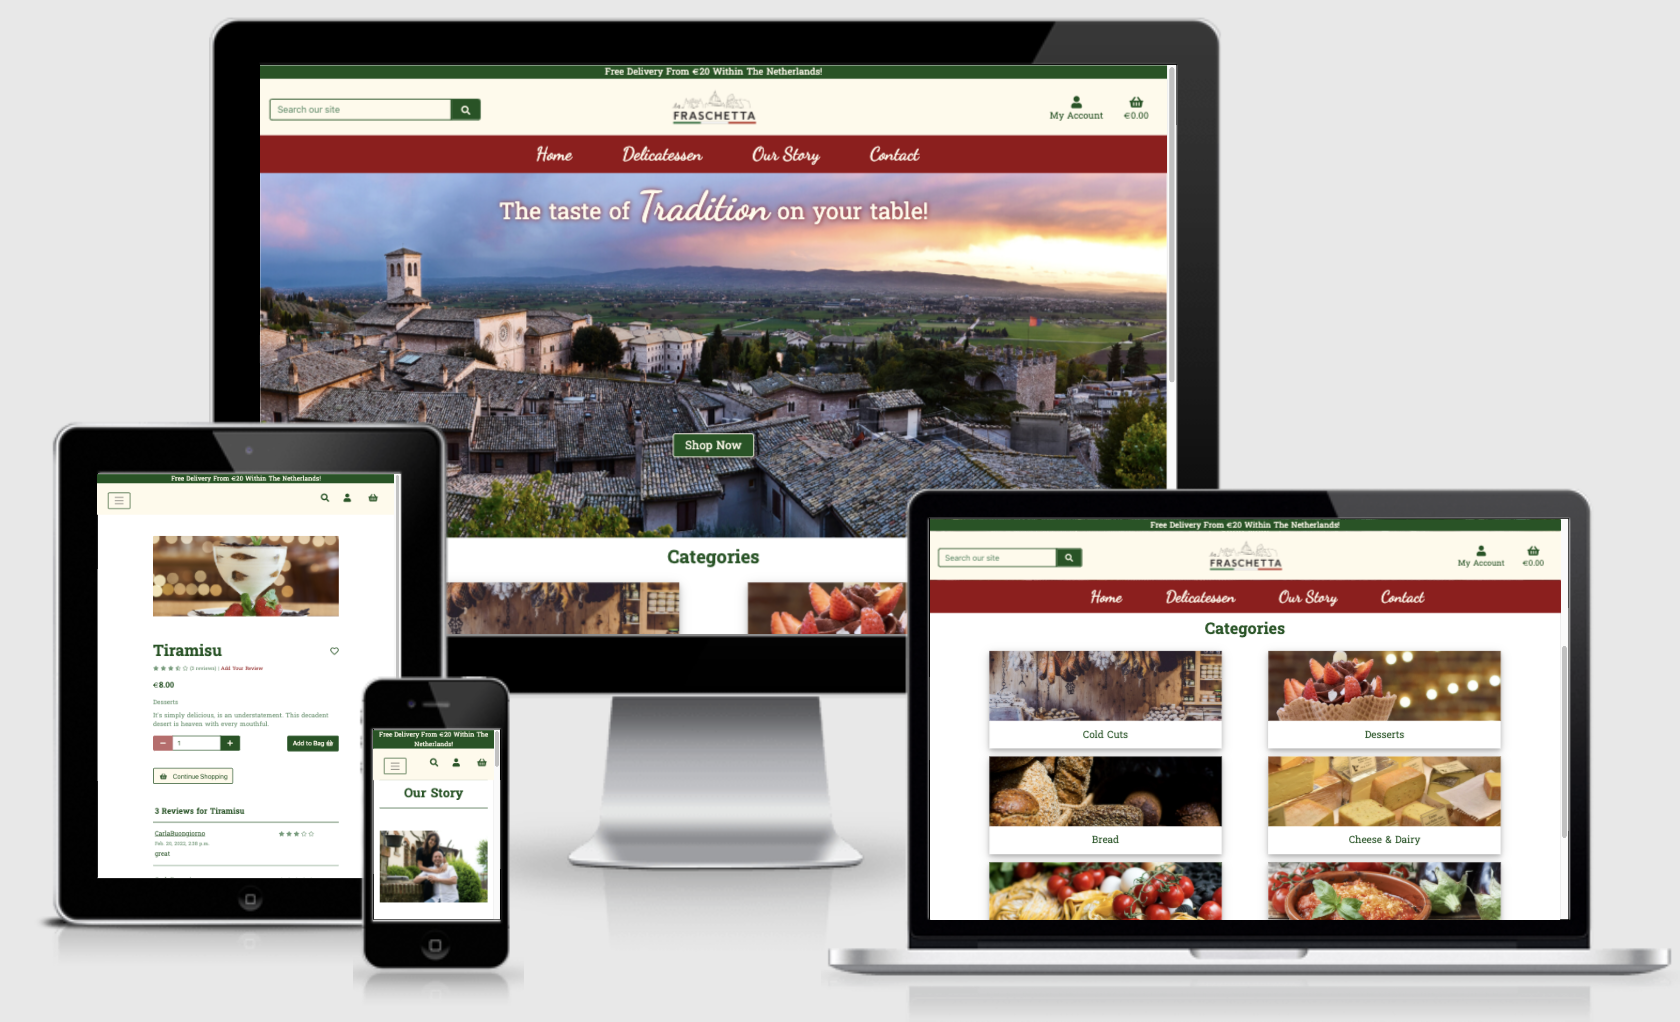 Free Delivery From €20 Within The Netherlands!
Search our site
FRASCHETTA
My Account
€0.00
Home Delicatessen Our Story Contact
The taste of Tradition on your table!
Shop Now
Categories
Free Delivery From €20 Within The Netherlands!
Tiramisu
(3 reviews) | Add Your Review
€8.00
Desserts
It's simply delicious, is an understatement. This decadent
desert is heaven with every mouthful.
1
Add to Bag
Continue Shopping
3 Reviews for Tiramisu
CarlaBuongiorno
Feb. 20, 2022, 2:38 p.m.
great
Free Delivery From €20 Within The
Netherlands!
Our Story
Free Delivery From €20 Within The Netherlands!
Search our site
FRASCHETTA
My Account
€0.00
Home Delicatessen Our Story Contact
Categories
Cold Cuts
Desserts
Bread
Cheese & Dairy